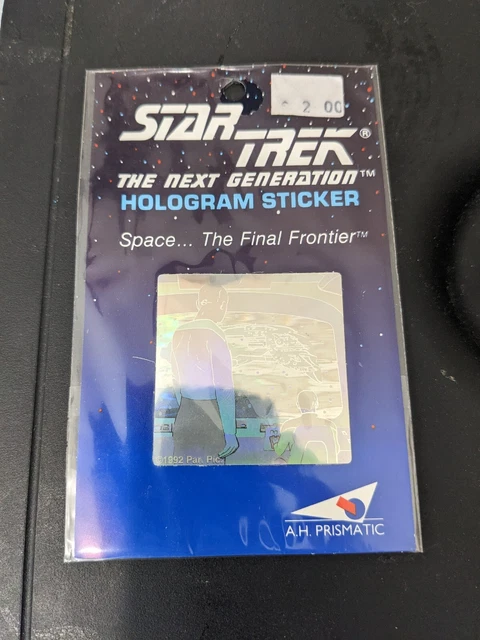 2 00
STAR
TREK®
THE NEXT GENERATION™
HOLOGRAM STICKER
Space... The Final Frontier™
©1992 Par. Pic.
A.H. PRISMATIC